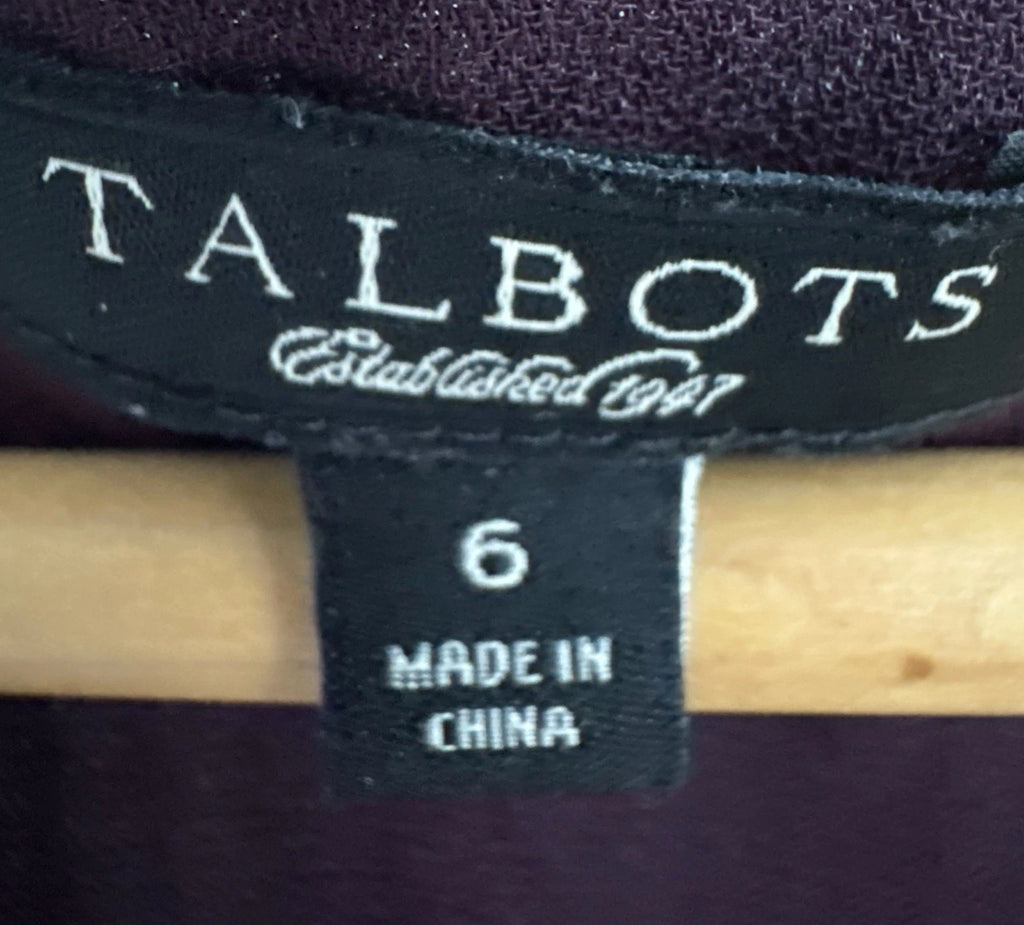 TALBOTS
Established 1947
6
MADE IN
CHINA